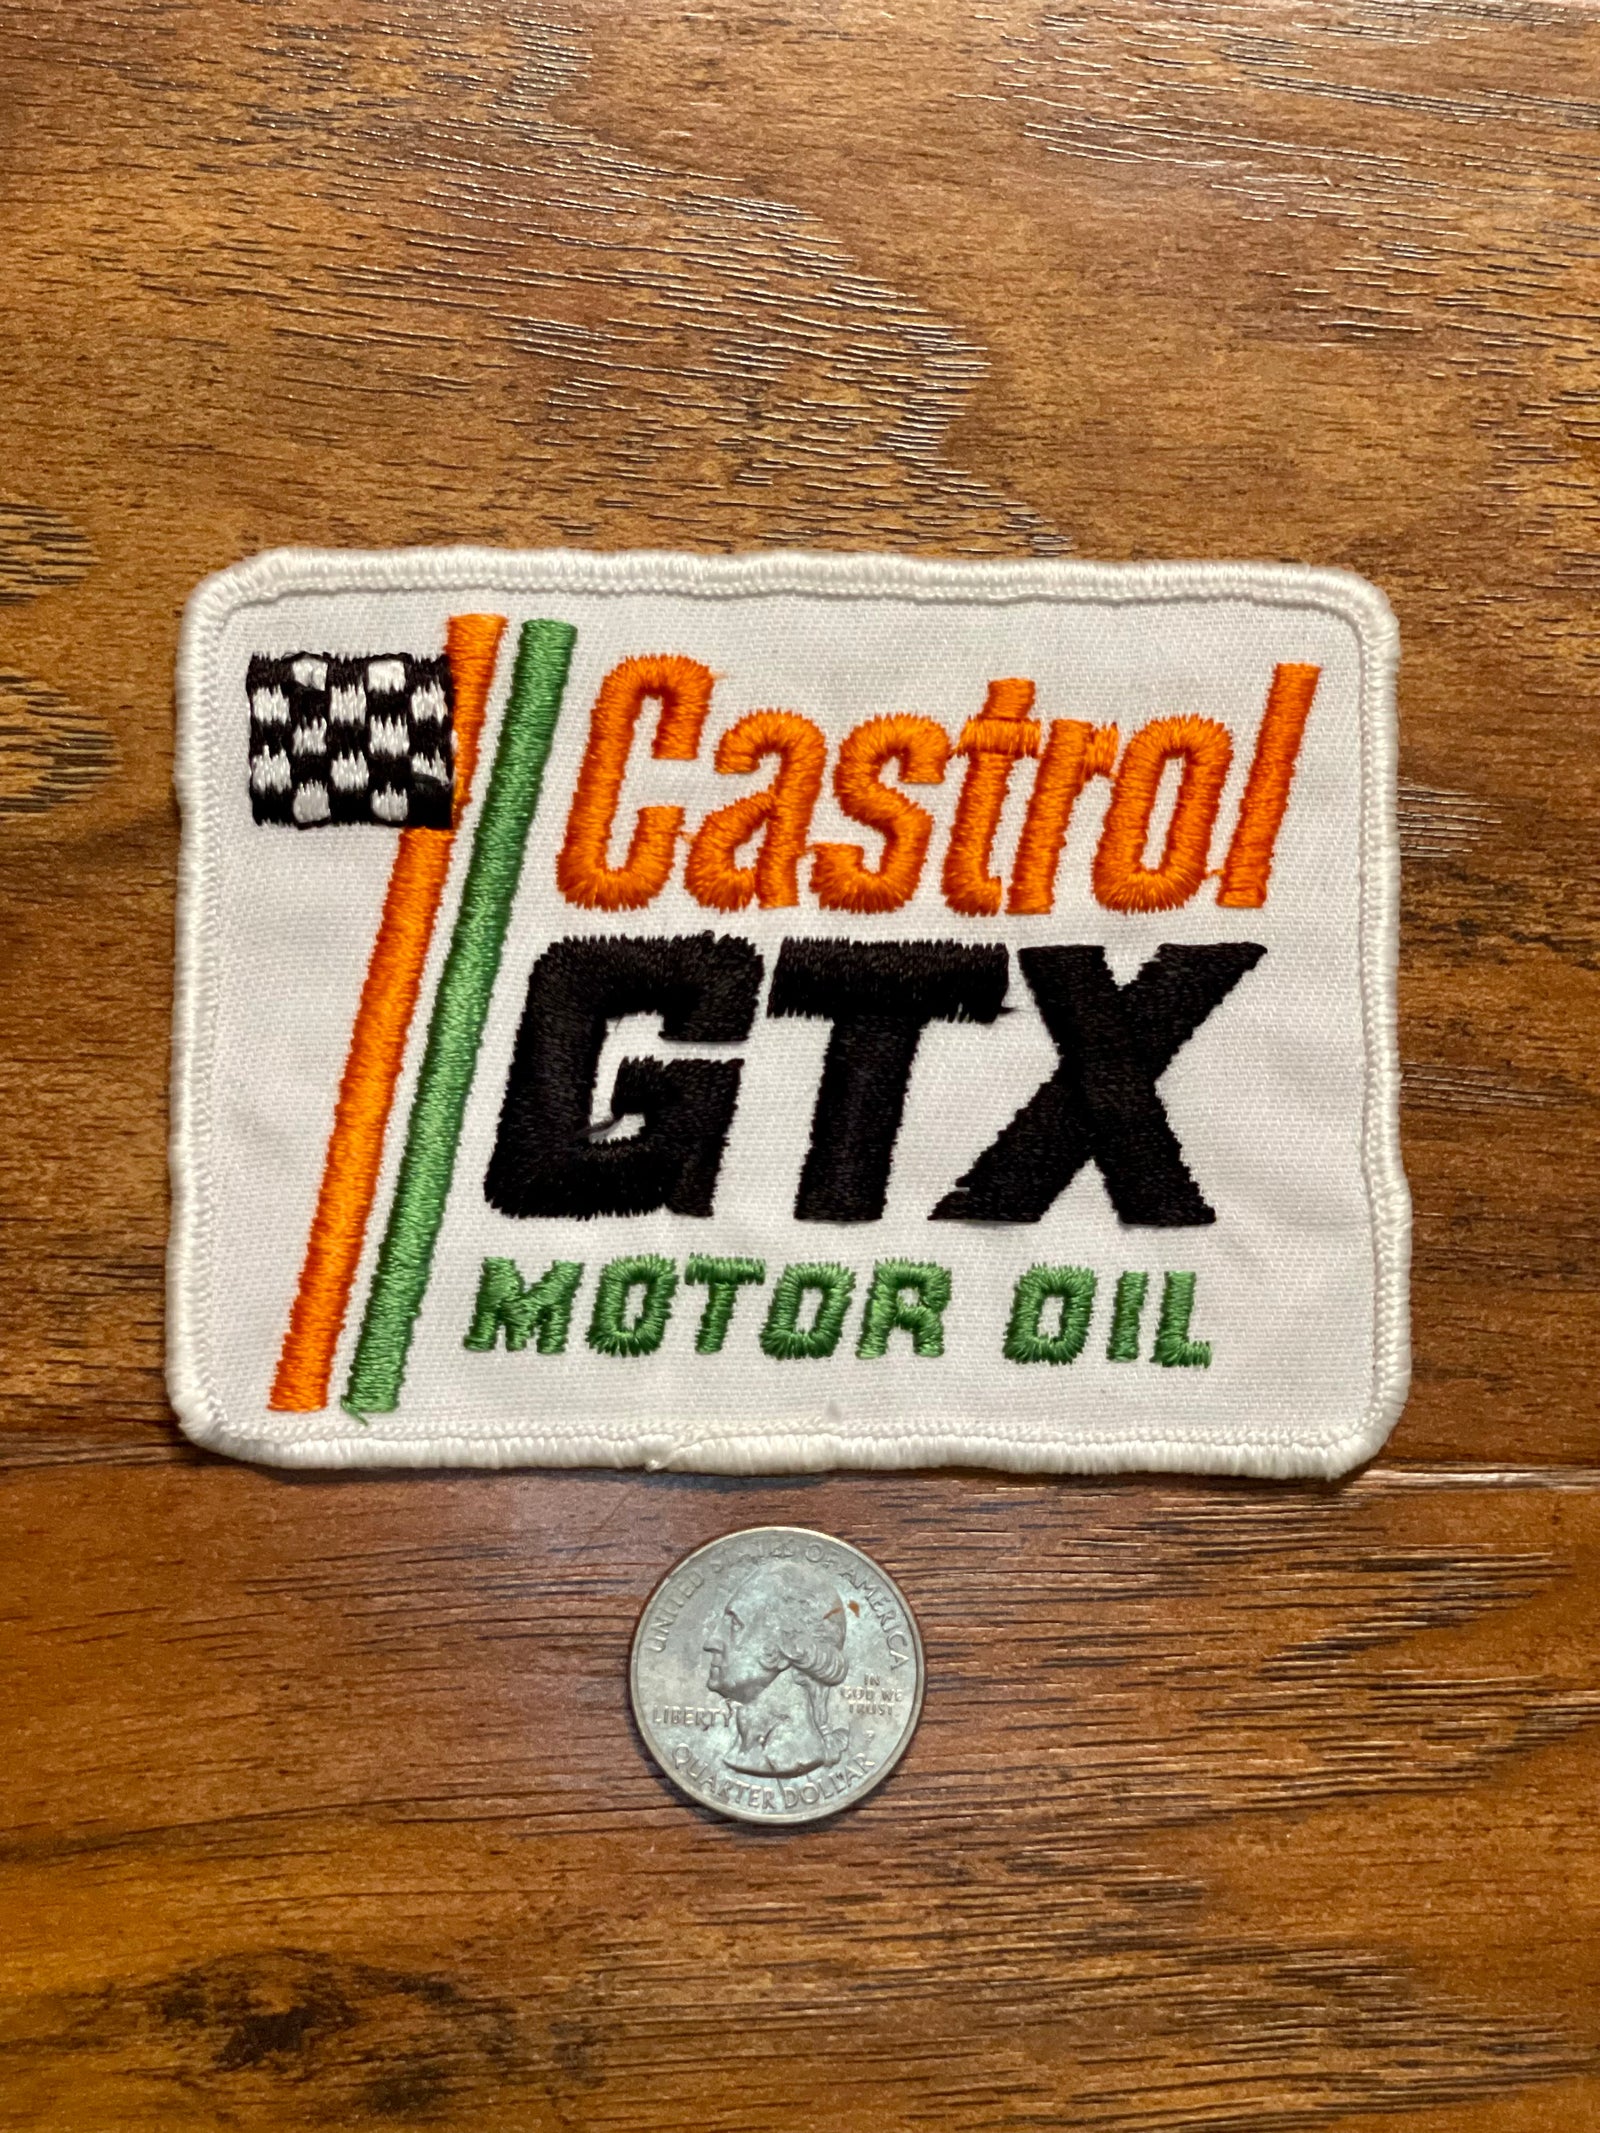 Castrol
GTX
MOTOR OIL
UNITED STATES OF AMERICA
LIBERTY
IN
GOD WE
TRUST
QUARTER DOLLAR